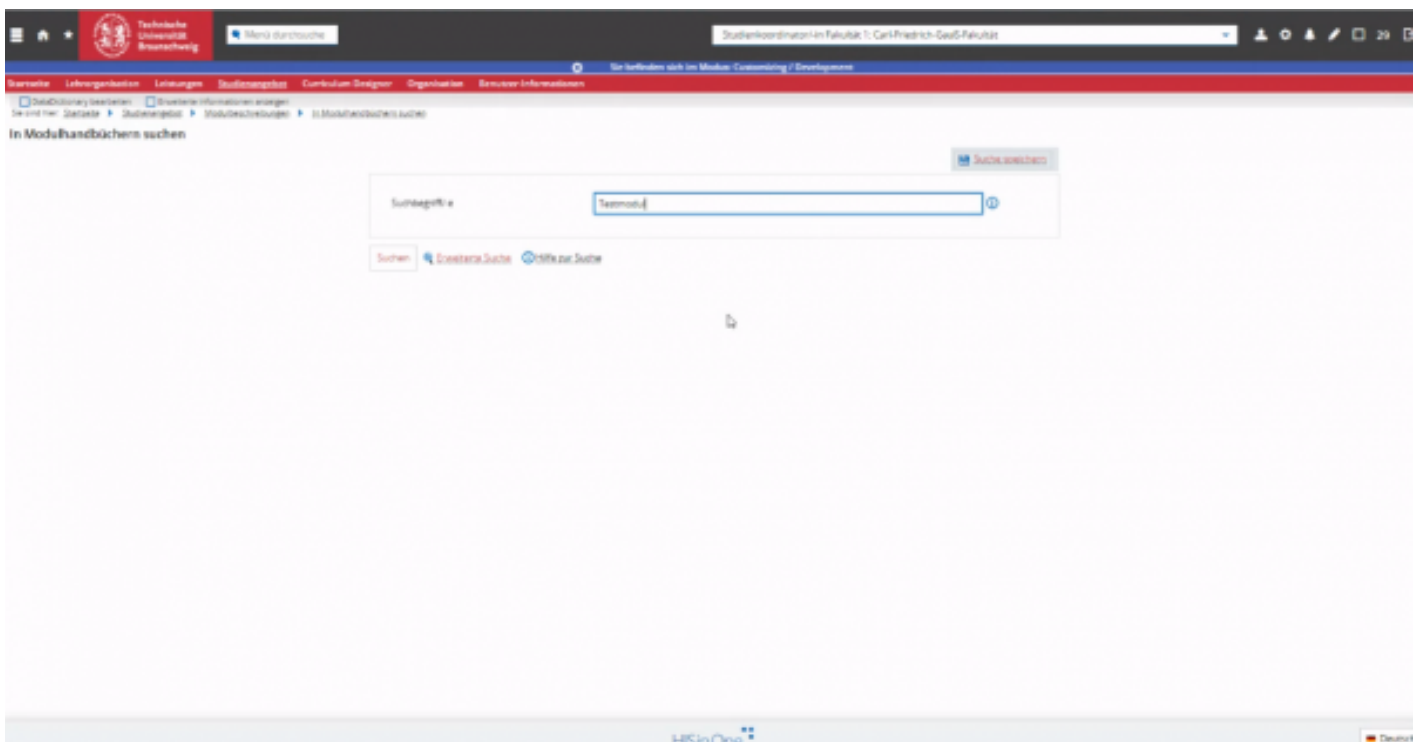 Technische
Universität
Braunschweig
Menü durchsuche
Studienkoordinator/-in Fakultät 1: Carl-Friedrich-Gauß-Fakultät
29
Sie befinden sich im Modus: Customizing / Development
Startseite Lehrorganisation Leistungen Studienangebot Curriculum Designer Organisation Benutzer-Informationen
DataDictionary bearbeiten Erweiterte Informationen anzeigen
Sie sind hier: Startseite Studienangebot Modulbeschreibungen In Modulhandbüchern suchen
In Modulhandbüchern suchen
Suche speichern
Suchbegriff/-e
Testmodul
Suchen Erweiterte Suche Hilfe zur Suche
HISinOne
Deutsch